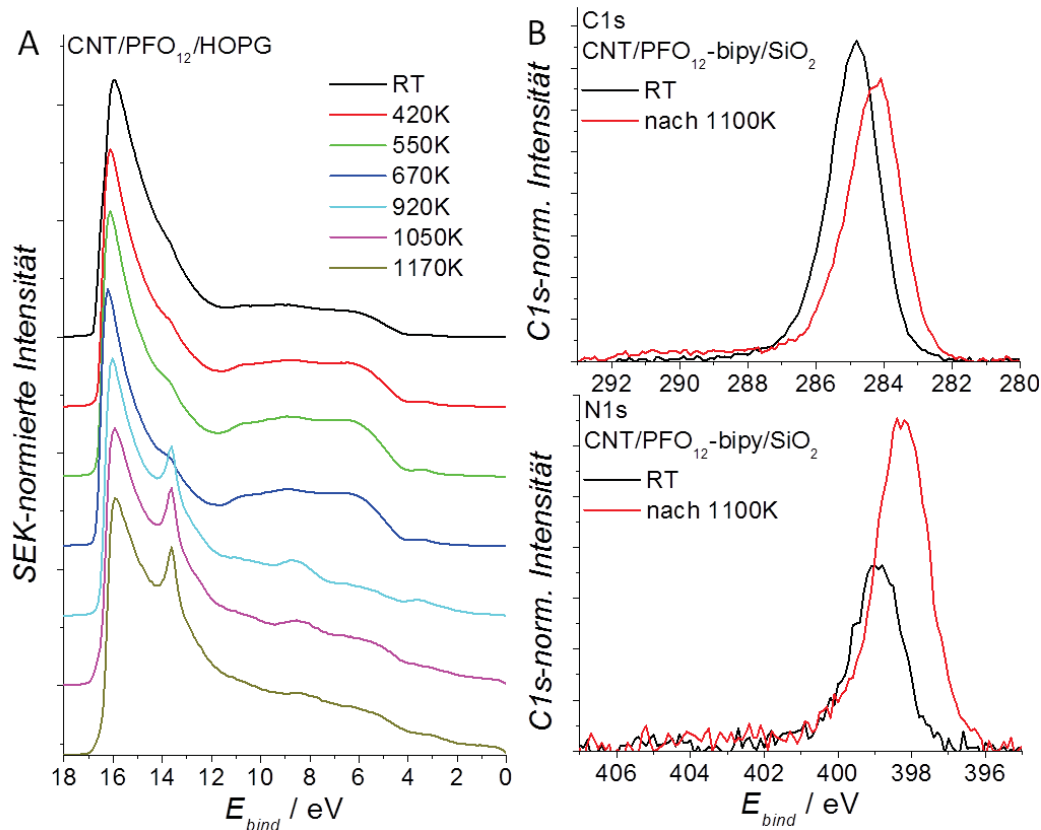 A
CNT/PFO₁₂/HOPG
RT
420K
550K
670K
920K
1050K
1170K
SEK-normierte Intensität
18 16 14 12 10 8 6 4 2 0
E_bind / eV
B
C1s
CNT/PFO₁₂-bipy/SiO₂
RT
nach 1100K
C1s-norm. Intensität
292 290 288 286 284 282 280
N1s
CNT/PFO₁₂-bipy/SiO₂
RT
nach 1100K
C1s-norm. Intensität
406 404 402 400 398 396
E_bind / eV